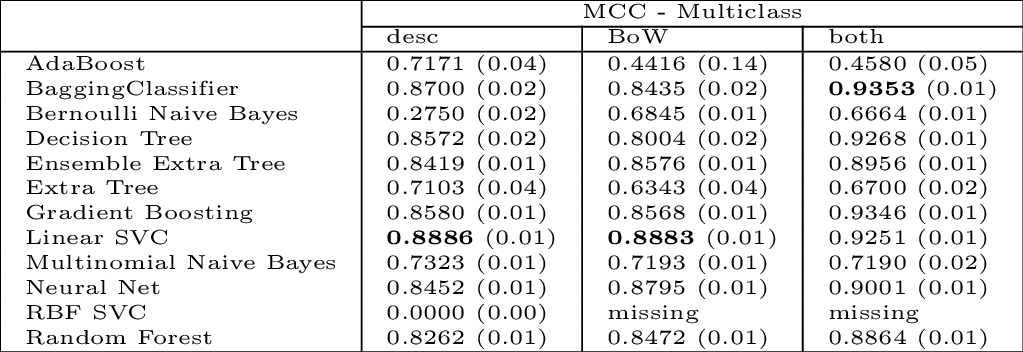 MCC - Multiclass
desc BoW both
AdaBoost 0.7171 (0.04) 0.4416 (0.14) 0.4580 (0.05)
BaggingClassifier 0.8700 (0.02) 0.8435 (0.02) 0.9353 (0.01)
Bernoulli Naive Bayes 0.2750 (0.02) 0.6845 (0.01) 0.6664 (0.01)
Decision Tree 0.8572 (0.02) 0.8004 (0.02) 0.9268 (0.01)
Ensemble Extra Tree 0.8419 (0.01) 0.8576 (0.01) 0.8956 (0.01)
Extra Tree 0.7103 (0.04) 0.6343 (0.04) 0.6700 (0.02)
Gradient Boosting 0.8580 (0.01) 0.8568 (0.01) 0.9346 (0.01)
Linear SVC 0.8886 (0.01) 0.8883 (0.01) 0.9251 (0.01)
Multinomial Naive Bayes 0.7323 (0.01) 0.7193 (0.01) 0.7190 (0.02)
Neural Net 0.8452 (0.01) 0.8795 (0.01) 0.9001 (0.01)
RBF SVC 0.0000 (0.00) missing missing
Random Forest 0.8262 (0.01) 0.8472 (0.01) 0.8864 (0.01)